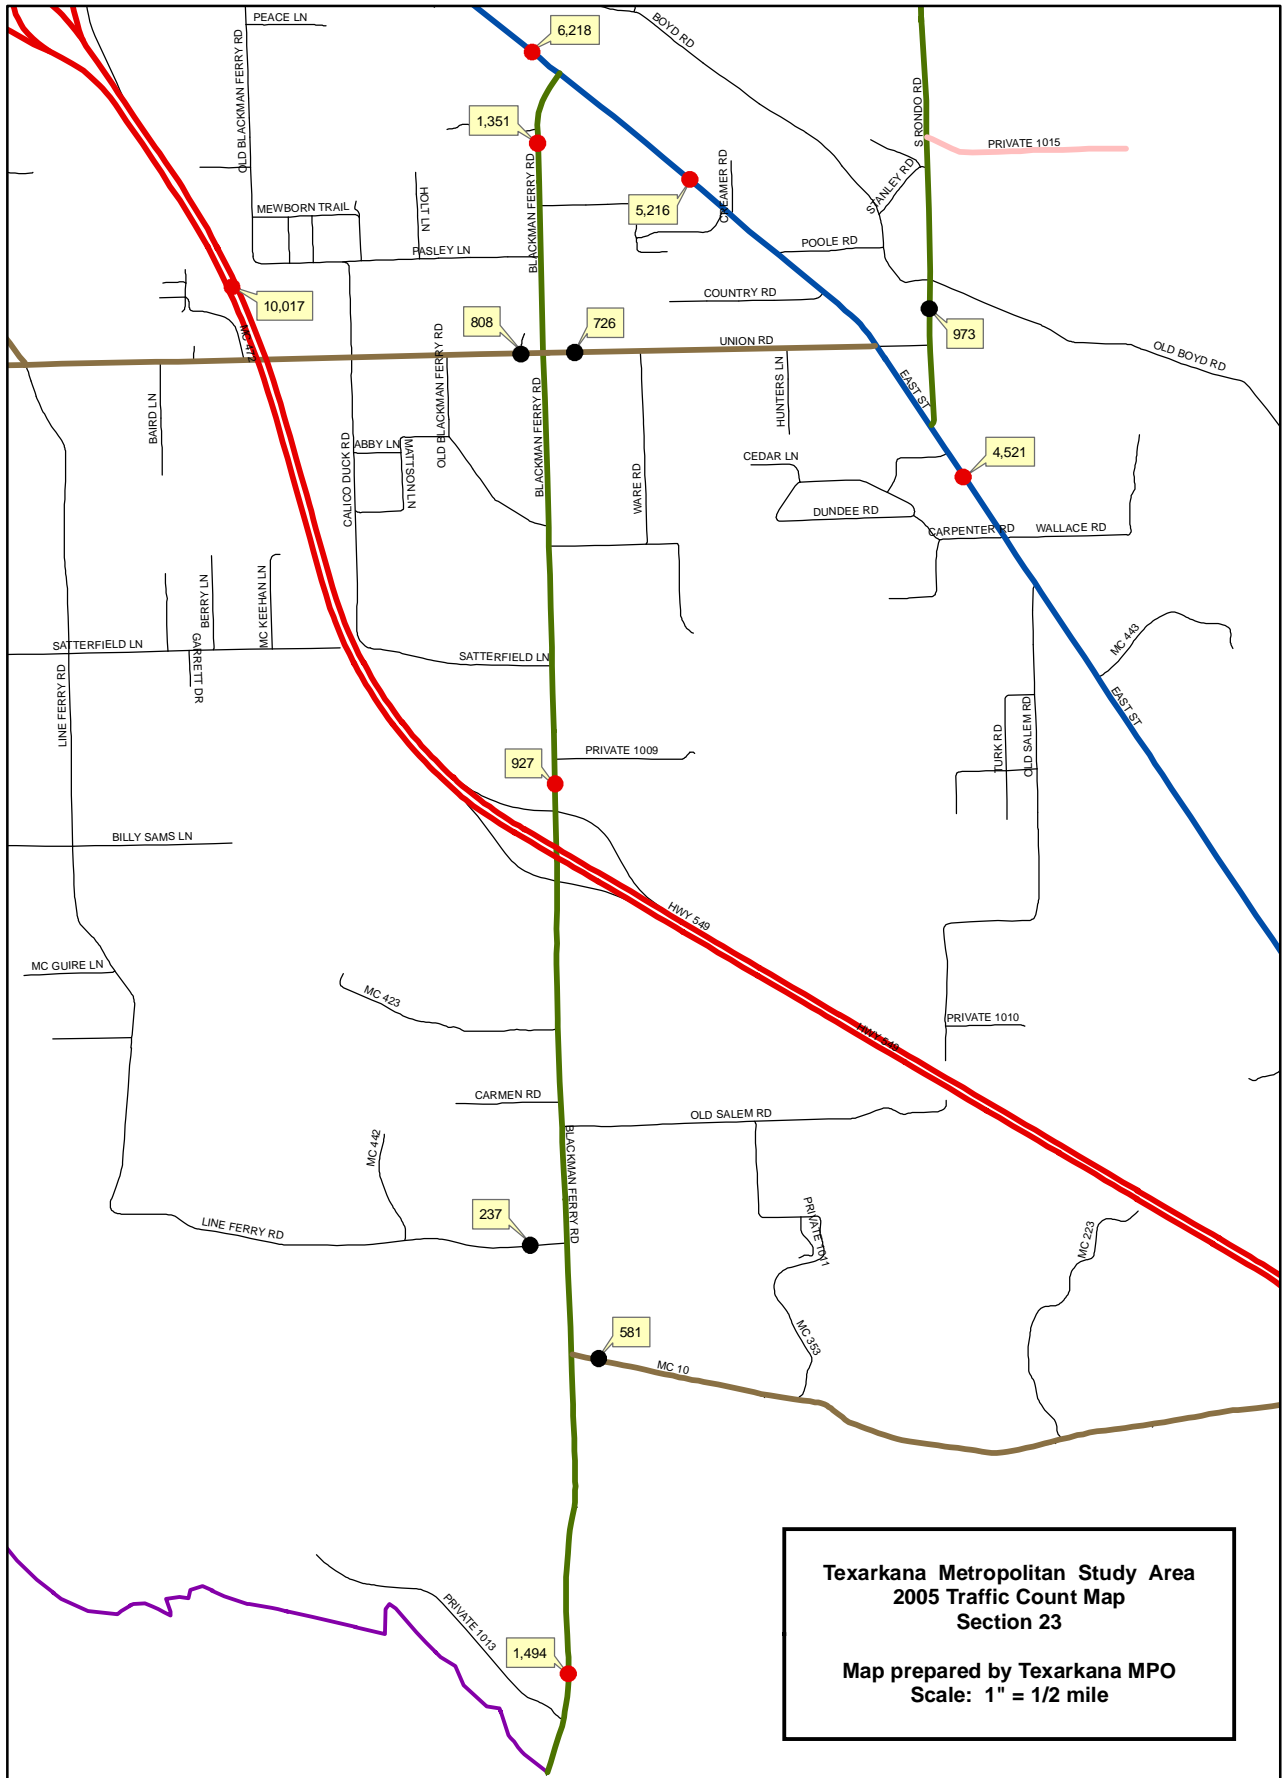 PEACE LN
6,218
BOYD RD
OLD BLACKMAN FERRY RD
S RONDO RD
1,351
PRIVATE 1015
HOLT LN
BLACKMAN FERRY RD
CREAMER RD
STANLEY RD
MEWBORN TRAIL
5,216
POOLE RD
PASLEY LN
COUNTRY RD
10,017
808
726
973
MC 472
UNION RD
OLD BLACKMAN FERRY RD
OLD BOYD RD
HUNTERS LN
EAST ST
BAIRD LN
BLACKMAN FERRY RD
ABBY LN
MATTSON LN
CALICO DUCK RD
WARE RD
CEDAR LN
4,521
DUNDEE RD
CARPENTER RD
WALLACE RD
BERRY LN
MC KEEHAN LN
MC 443
SATTERFIELD LN
GARRETT DR
SATTERFIELD LN
LINE FERRY RD
EAST ST
TURK RD
OLD SALEM RD
PRIVATE 1009
927
BILLY SAMS LN
HWY 549
MC GUIRE LN
MC 423
PRIVATE 1010
HWY 549
CARMEN RD
OLD SALEM RD
MC 442
BLACKMAN FERRY RD
237
LINE FERRY RD
PRIVATE 1011
MC 223
581
MC 353
MC 10
PRIVATE 1013
1,494
Texarkana Metropolitan Study Area
2005 Traffic Count Map
Section 23
Map prepared by Texarkana MPO
Scale: 1" = 1/2 mile